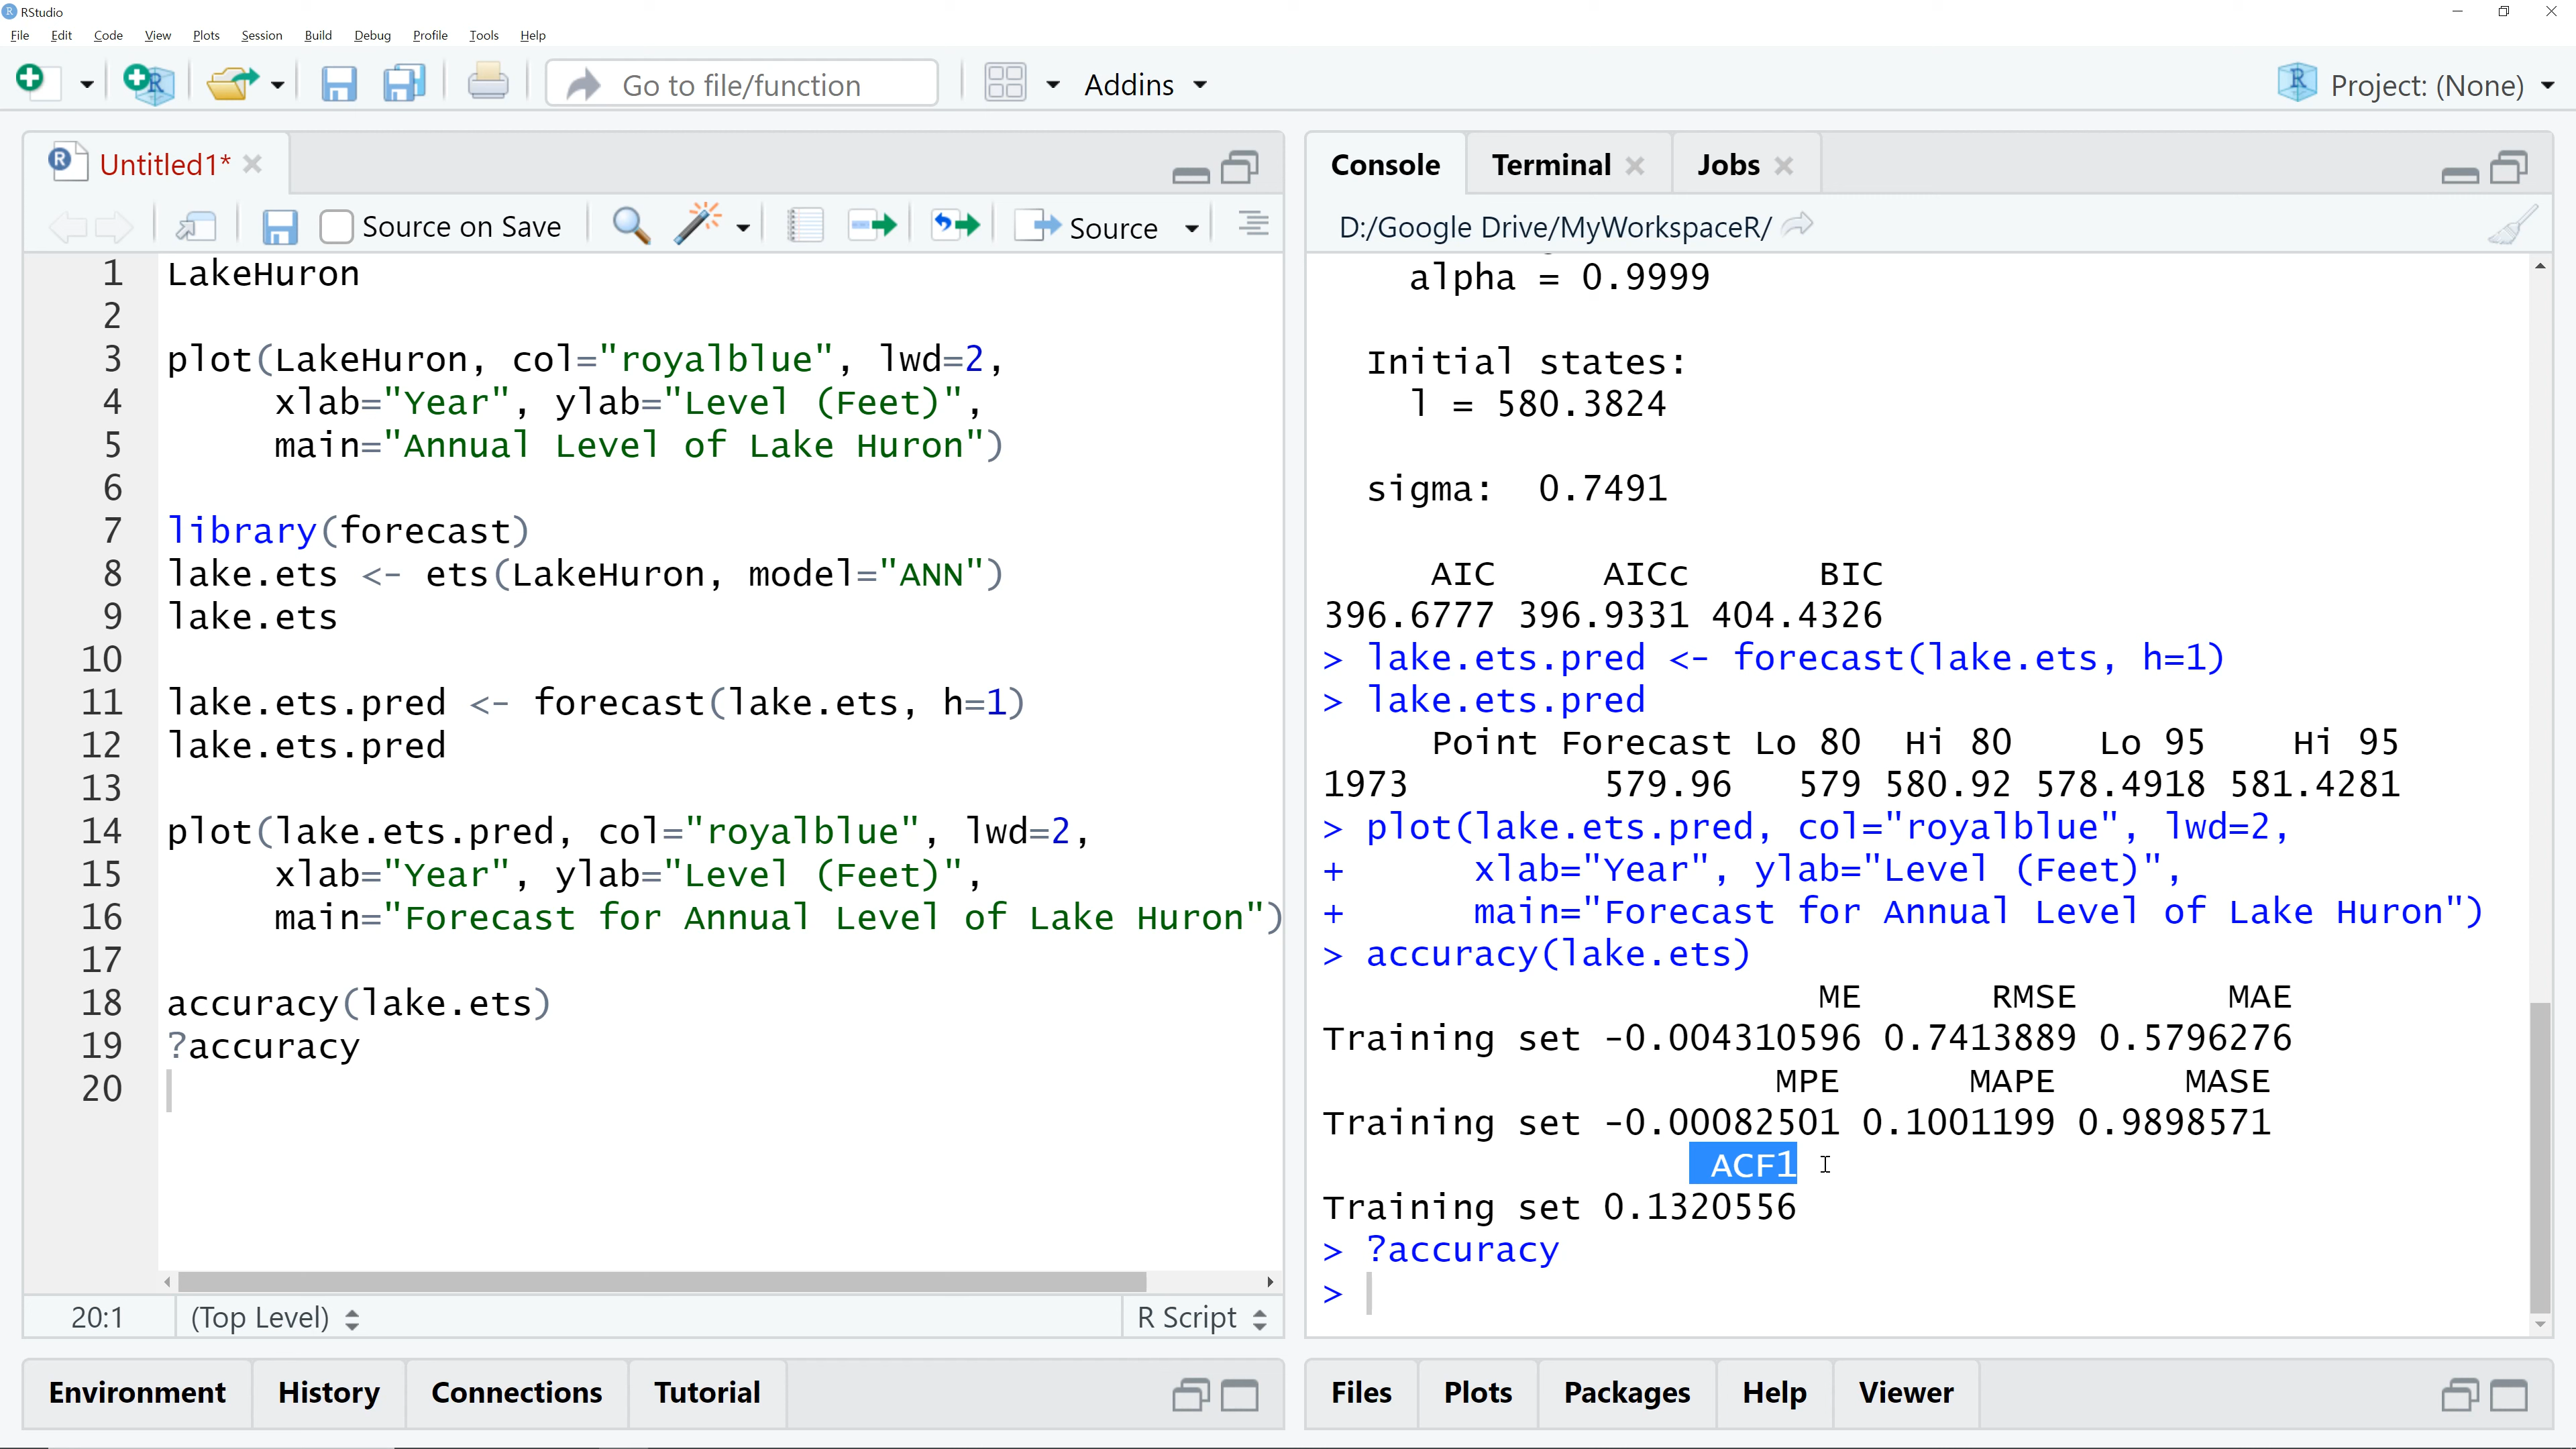 RStudio
File Edit Code View Plots Session Build Debug Profile Tools Help
Go to file/function Addins Project: (None)
Untitled1*
Source on Save Source
1 LakeHuron
2
3 plot(LakeHuron, col="royalblue", lwd=2,
4 xlab="Year", ylab="Level (Feet)",
5 main="Annual Level of Lake Huron")
6
7 library(forecast)
8 lake.ets <- ets(LakeHuron, model="ANN")
9 lake.ets
10
11 lake.ets.pred <- forecast(lake.ets, h=1)
12 lake.ets.pred
13
14 plot(lake.ets.pred, col="royalblue", lwd=2,
15 xlab="Year", ylab="Level (Feet)",
16 main="Forecast for Annual Level of Lake Huron")
17
18 accuracy(lake.ets)
19 ?accuracy
20
20:1 (Top Level) R Script
Console Terminal Jobs
D:/Google Drive/MyWorkspaceR/
alpha = 0.9999
Initial states:
l = 580.3824
sigma: 0.7491
AIC AICc BIC
396.6777 396.9331 404.4326
> lake.ets.pred <- forecast(lake.ets, h=1)
> lake.ets.pred
Point Forecast Lo 80 Hi 80 Lo 95 Hi 95
1973 579.96 579 580.92 578.4918 581.4281
> plot(lake.ets.pred, col="royalblue", lwd=2,
+ xlab="Year", ylab="Level (Feet)",
+ main="Forecast for Annual Level of Lake Huron")
> accuracy(lake.ets)
ME RMSE MAE
Training set -0.004310596 0.7413889 0.5796276
MPE MAPE MASE
Training set -0.00082501 0.1001199 0.9898571
ACF1
Training set 0.1320556
> ?accuracy
>
Environment History Connections Tutorial
Files Plots Packages Help Viewer